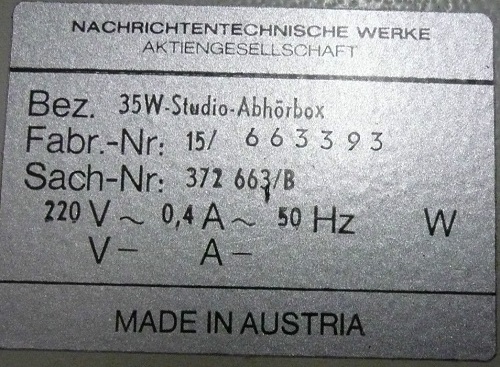 NACHRICHTENTECHNISCHE WERKE
AKTIENGESELLSCHAFT
Bez. 35W-Studio-Abhörbox
Fabr.-Nr: 15/ 663393
Sach-Nr: 372 663/B
220 V ~ 0,4 A ~ 50 Hz W
V – A –
MADE IN AUSTRIA